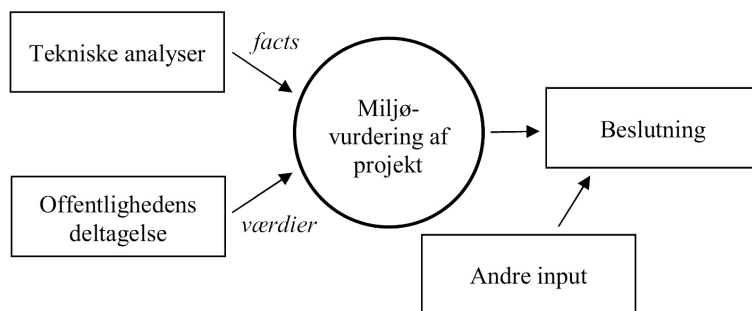 Tekniske analyser
facts
Miljø-
vurdering af
projekt
Beslutning
Offentlighedens
deltagelse
værdier
Andre input